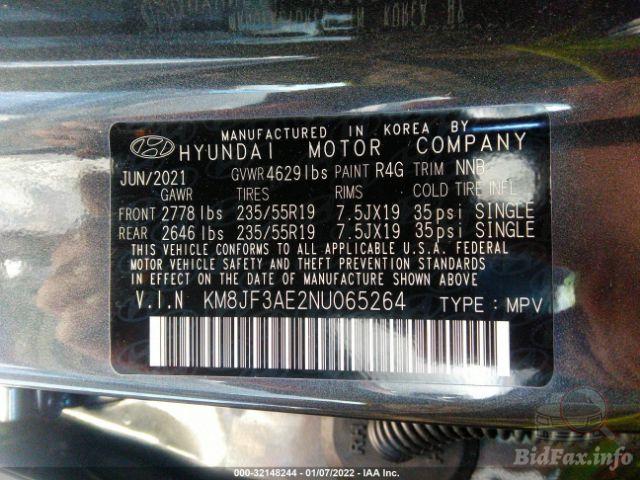 MANUFACTURED IN KOREA BY
HYUNDAI MOTOR COMPANY
JUN/2021 GVWR 4629lbs PAINT R4G TRIM NNB
GAWR TIRES RIMS COLD TIRE INFL
FRONT 2778 lbs 235/55R19 7.5JX19 35psi SINGLE
REAR 2646 lbs 235/55R19 7.5JX19 35psi SINGLE
THIS VEHICLE CONFORMS TO ALL APPLICABLE U.S.A. FEDERAL
MOTOR VEHICLE SAFETY AND THEFT PREVENTION STANDARDS
IN EFFECT ON THE DATE OF MANUFACTURE SHOWN ABOVE.
V.I.N KM8JF3AE2NU065264 TYPE: MPV
BidFax.info
000-32148244 - 01/07/2022 - IAA Inc.